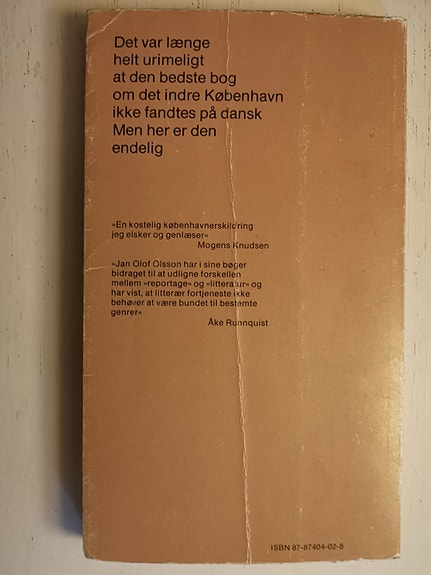 Det var længe
helt urimeligt
at den bedste bog
om det indre København
ikke fandtes på dansk
Men her er den
endelig
»En kostelig københavnerskildring
jeg elsker og genlæser«
Mogens Knudsen
»Jan Olof Olsson har i sine bøger
bidraget til at udligne forskellen
mellem »reportage« og »litteratur« og
har vist, at litterær fortjeneste ikke
behøver at være bundet til bestemte
genrer«
Åke Runnquist
ISBN 87-87404-02-8